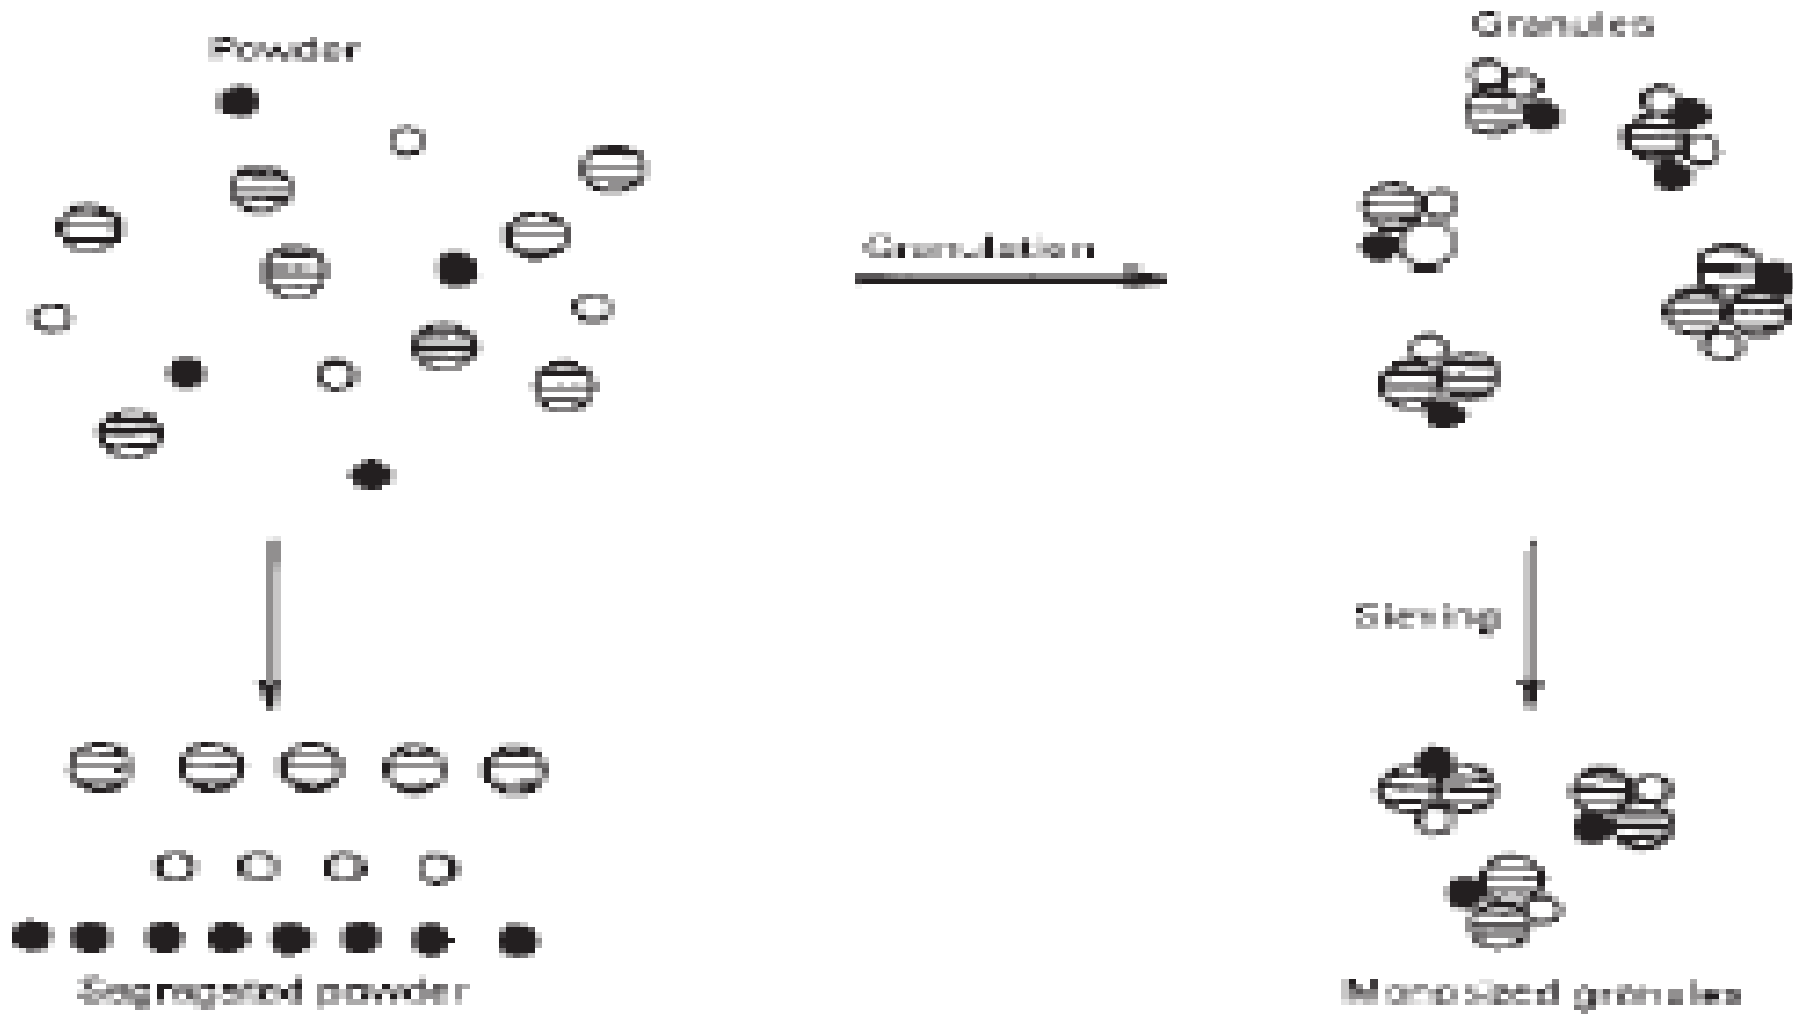 Powder
Granules
Granulation
Sieving
Segregated powder
Monosized granules